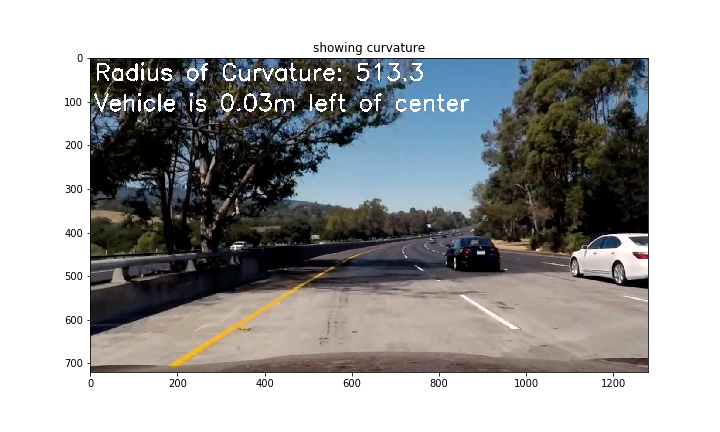 showing curvature
Radius of Curvature: 513.3
Vehicle is 0.03m left of center
0
100
200
300
400
500
600
700
0 200 400 600 800 1000 1200